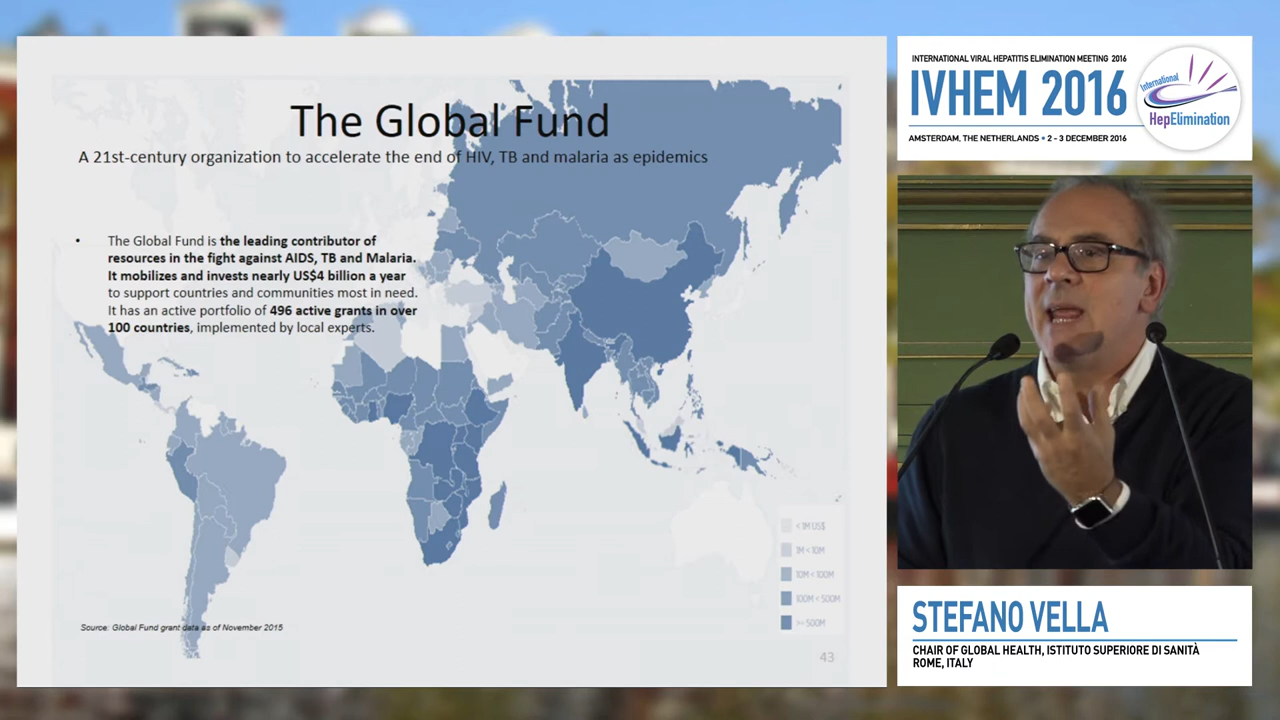 The Global Fund
A 21st-century organization to accelerate the end of HIV, TB and malaria as epidemics
• The Global Fund is the leading contributor of
resources in the fight against AIDS, TB and Malaria.
It mobilizes and invests nearly US$4 billion a year
to support countries and communities most in need.
It has an active portfolio of 496 active grants in over
100 countries, implemented by local experts.
< 1M US$
1M < 10M
10M < 100M
100M < 500M
>= 500M
Source: Global Fund grant data as of November 2015
43
INTERNATIONAL VIRAL HEPATITIS ELIMINATION MEETING 2016
IVHEM 2016
AMSTERDAM, THE NETHERLANDS • 2 - 3 DECEMBER 2016
International
HepElimination
STEFANO VELLA
CHAIR OF GLOBAL HEALTH, ISTITUTO SUPERIORE DI SANITÀ
ROME, ITALY